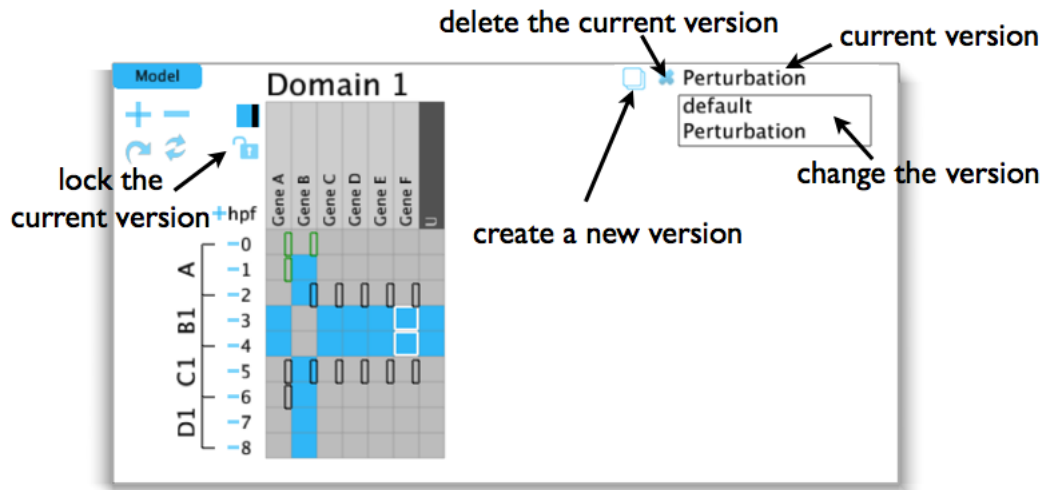 delete the current version
current version
Model
Domain 1
Perturbation
default
Perturbation
change the version
create a new version
lock the
current version
+hpf
Gene A
Gene B
Gene C
Gene D
Gene E
Gene F
U
0
1
2
3
4
5
6
7
8
A
B1
C1
D1